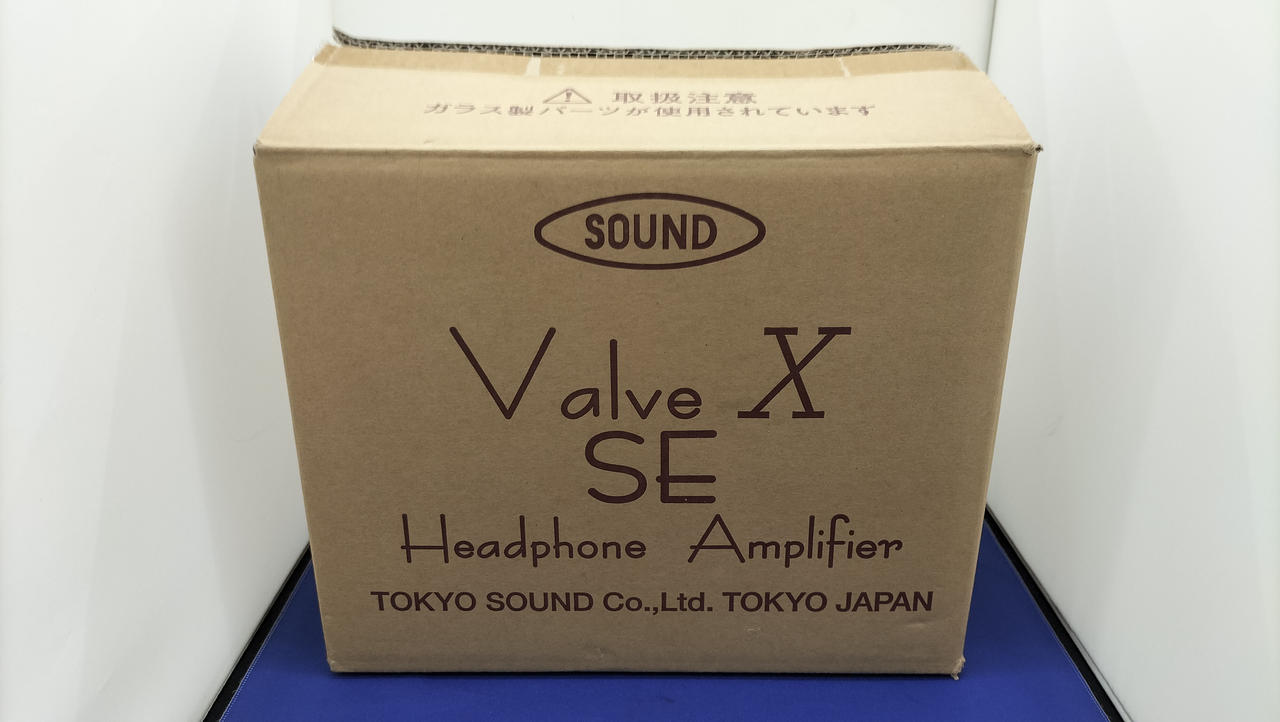 ⚠ 取扱注意
ガラス製パーツが使用されています
SOUND
Valve X
SE
Headphone Amplifier
TOKYO SOUND Co.,Ltd. TOKYO JAPAN